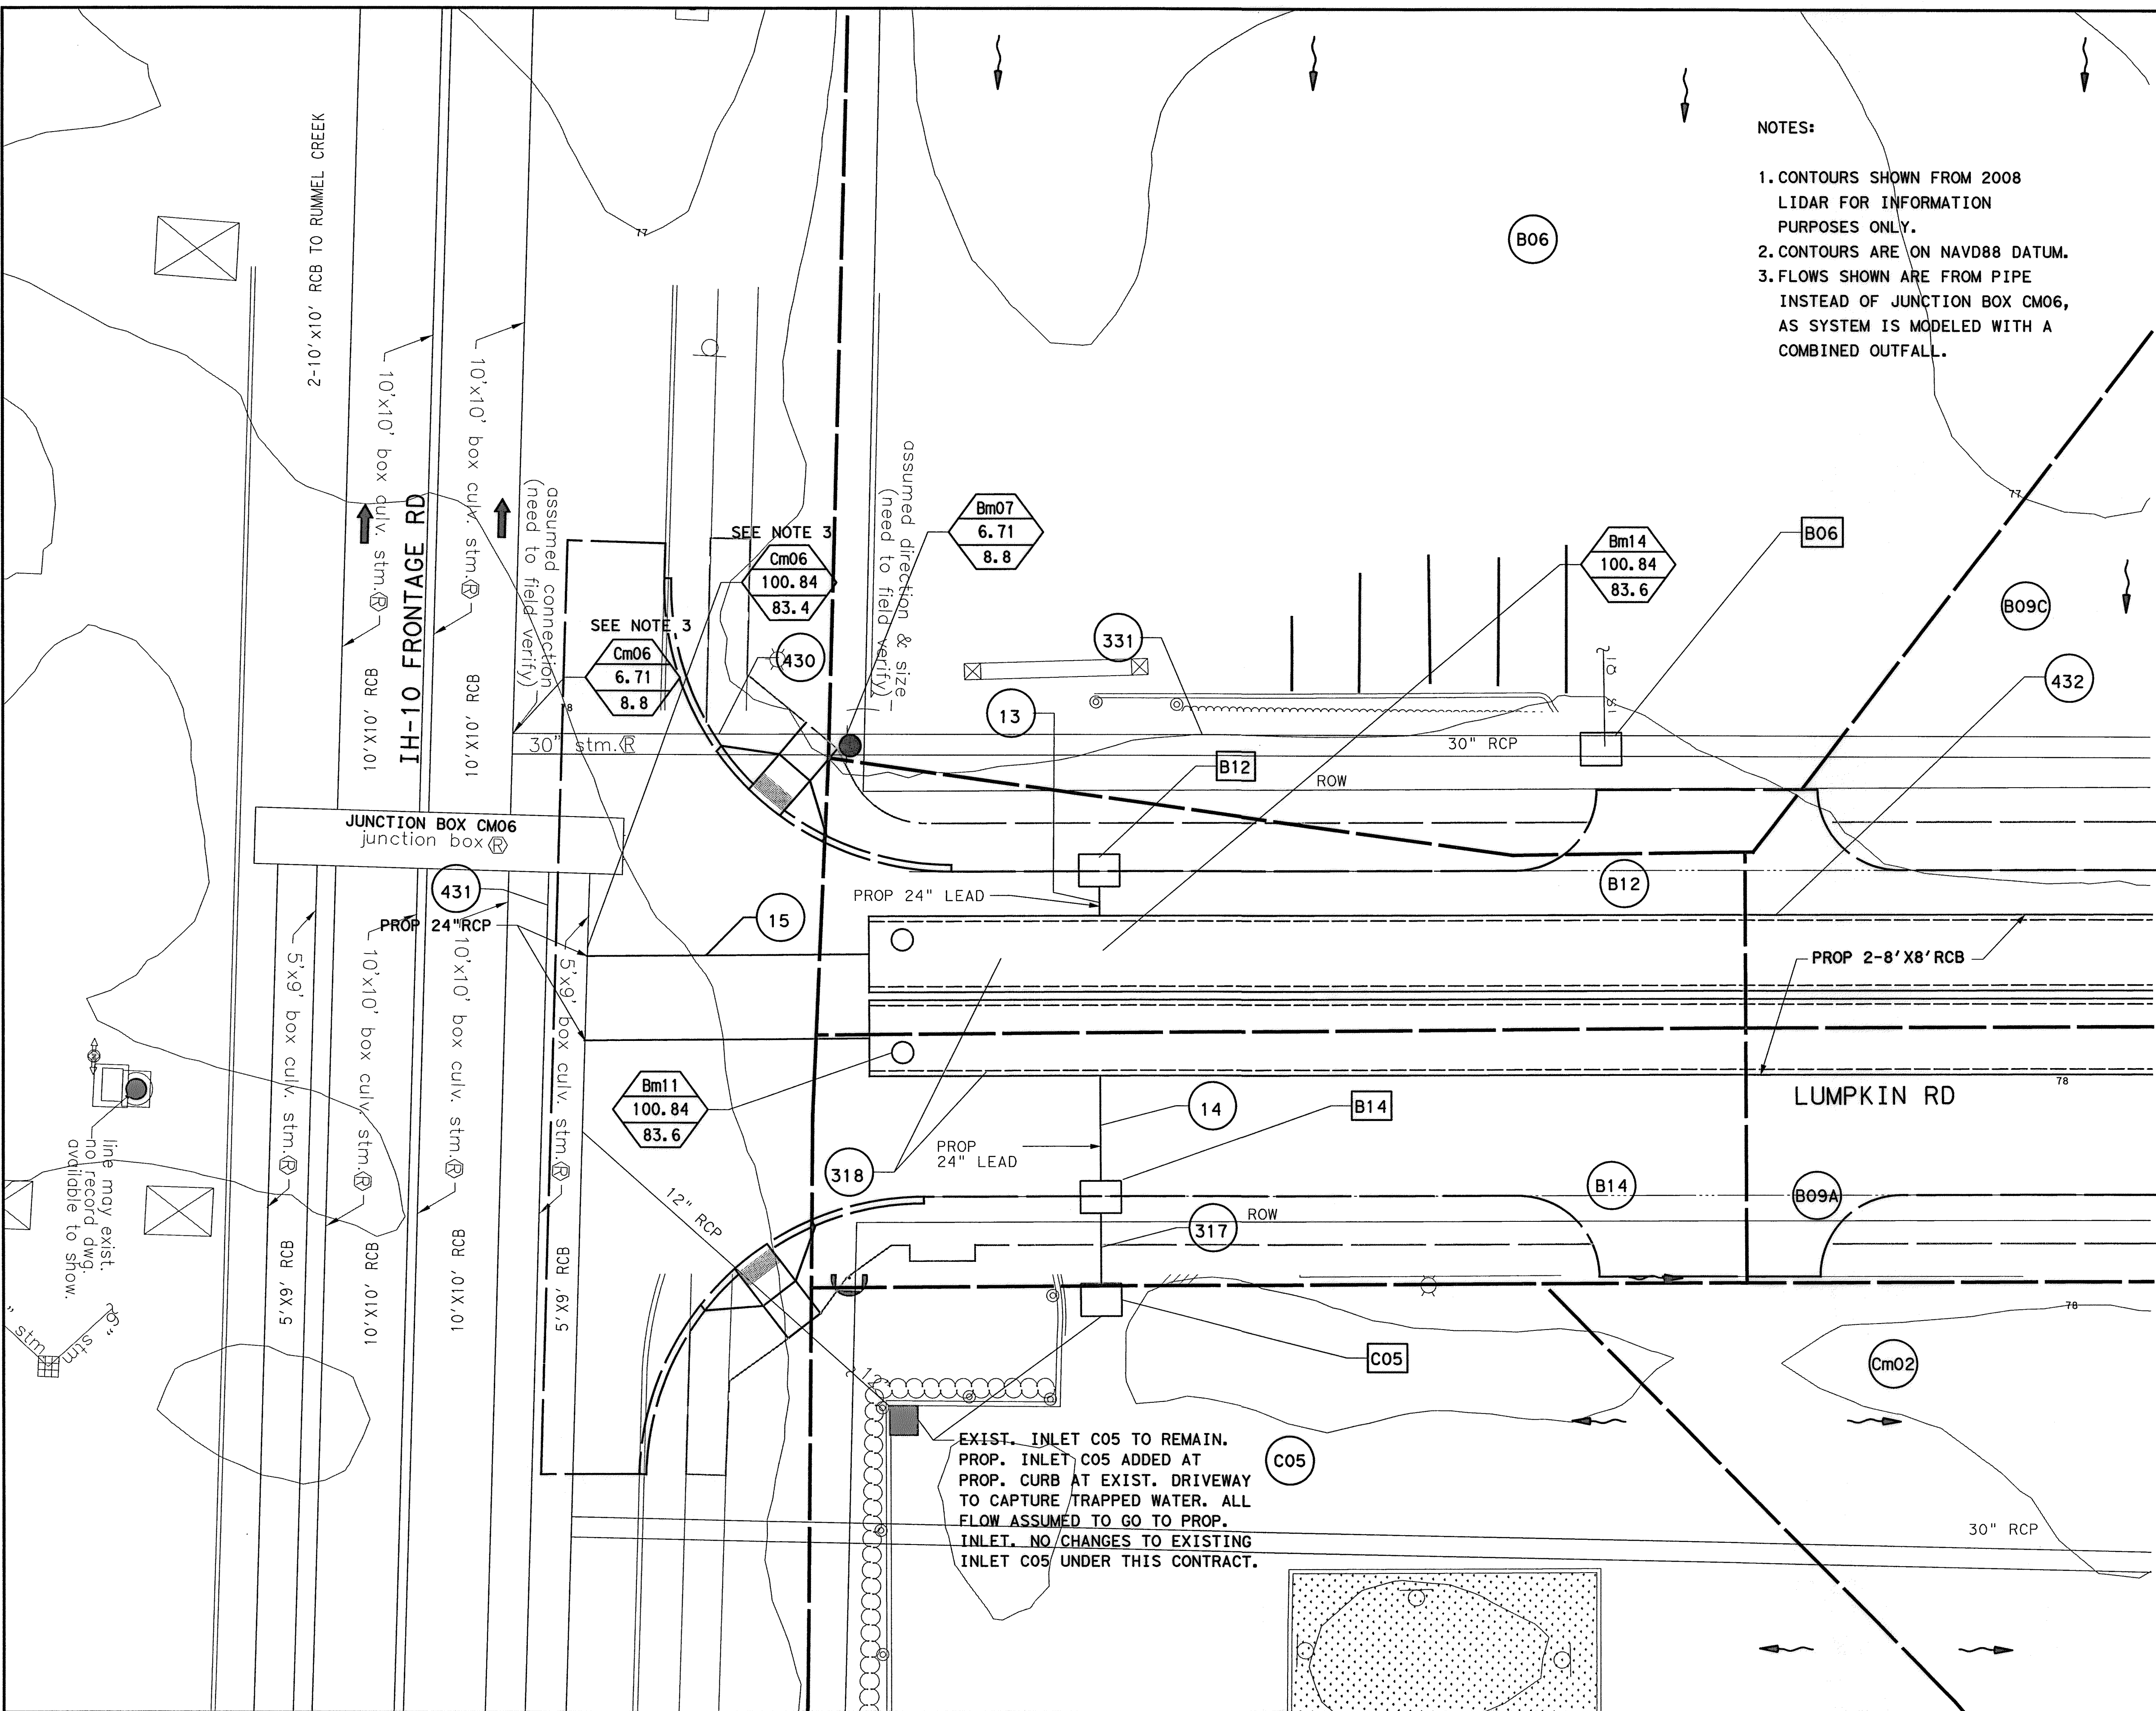 NOTES:
1. CONTOURS SHOWN FROM 2008
LIDAR FOR INFORMATION
PURPOSES ONLY.
2. CONTOURS ARE ON NAVD88 DATUM.
3. FLOWS SHOWN ARE FROM PIPE
INSTEAD OF JUNCTION BOX CM06,
AS SYSTEM IS MODELED WITH A
COMBINED OUTFALL.
2-10'x10' RCB TO RUMMEL CREEK
77
B06
10'x10' box culv. stm. R
10'x10' box culv. stm. R
IH-10 FRONTAGE RD
10'X10' RCB
10'X10' RCB
assumed connection
(need to field verify)
assumed direction & size
(need to field verify)
SEE NOTE 3
Cm06
100.84
83.4
SEE NOTE 3
Cm06
6.71
8.8
430
Bm07
6.71
8.8
331
13
Bm14
100.84
83.6
B06
77
B09C
432
78
30" stm. R
30" RCP
B12
ROW
JUNCTION BOX CM06
junction box R
431
PROP 24"RCP
15
PROP 24" LEAD
B12
PROP 2-8'X8'RCB
5'x9' box culv. stm. R
10'x10' box culv. stm. R
10'x10' box culv. stm. R
5'x9' box culv. stm. R
Bm11
100.84
83.6
14
B14
LUMPKIN RD
78
PROP
24" LEAD
318
B14
B09A
12" RCP
317
ROW
line may exist.
no record dwg.
available to show.
5'X9' RCB
10'X10' RCB
10'X10' RCB
5'X9' RCB
78
stm
stm
C05
Cm02
12"
EXIST. INLET C05 TO REMAIN.
PROP. INLET C05 ADDED AT
PROP. CURB AT EXIST. DRIVEWAY
TO CAPTURE TRAPPED WATER. ALL
FLOW ASSUMED TO GO TO PROP.
INLET. NO CHANGES TO EXISTING
INLET C05 UNDER THIS CONTRACT.
C05
30" RCP